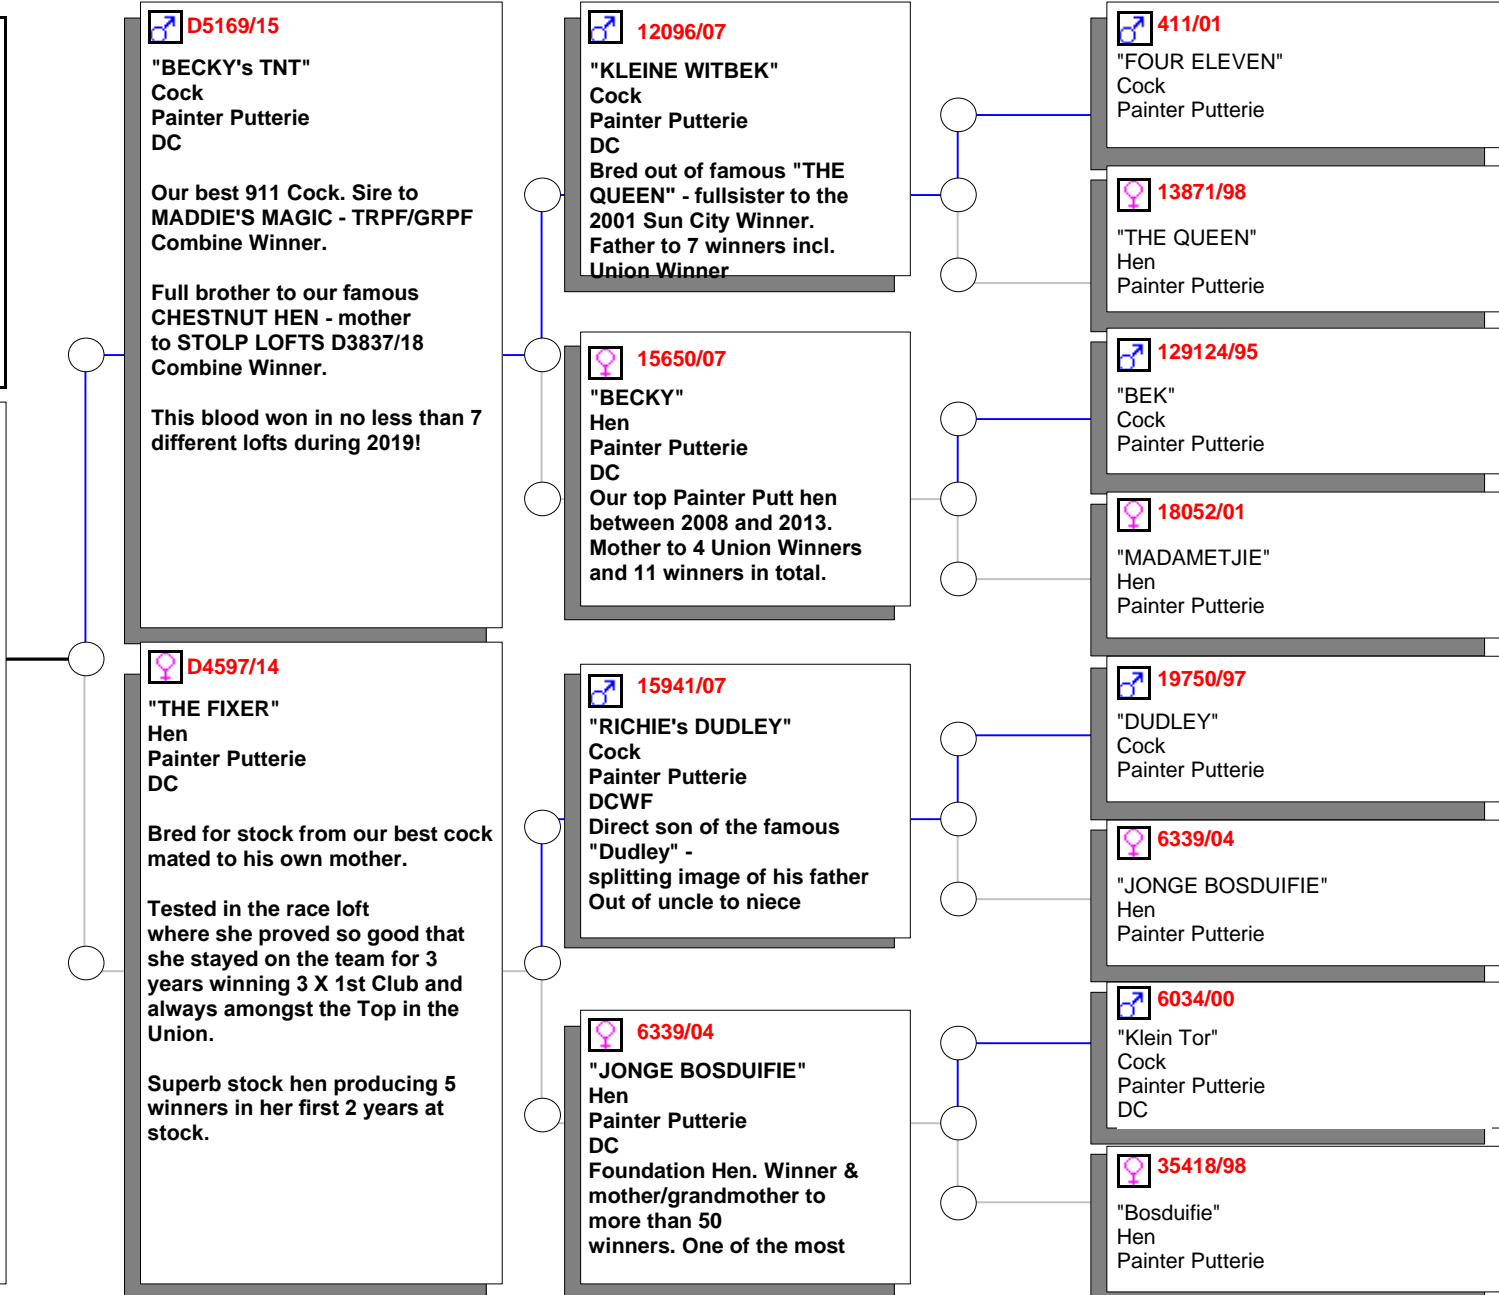 D5169/15
"BECKY's TNT"
Cock
Painter Putterie
DC
Our best 911 Cock. Sire to
MADDIE'S MAGIC - TRPF/GRPF
Combine Winner.
Full brother to our famous
CHESTNUT HEN - mother
to STOLP LOFTS D3837/18
Combine Winner.
This blood won in no less than 7
different lofts during 2019!
D4597/14
"THE FIXER"
Hen
Painter Putterie
DC
Bred for stock from our best cock
mated to his own mother.
Tested in the race loft
where she proved so good that
she stayed on the team for 3
years winning 3 X 1st Club and
always amongst the Top in the
Union.
Superb stock hen producing 5
winners in her first 2 years at
stock.
12096/07
"KLEINE WITBEK"
Cock
Painter Putterie
DC
Bred out of famous "THE
QUEEN" - fullsister to the
2001 Sun City Winner.
Father to 7 winners incl.
Union Winner
15650/07
"BECKY"
Hen
Painter Putterie
DC
Our top Painter Putt hen
between 2008 and 2013.
Mother to 4 Union Winners
and 11 winners in total.
15941/07
"RICHIE's DUDLEY"
Cock
Painter Putterie
DCWF
Direct son of the famous
"Dudley" -
splitting image of his father
Out of uncle to niece
6339/04
"JONGE BOSDUIFIE"
Hen
Painter Putterie
DC
Foundation Hen. Winner &
mother/grandmother to
more than 50
winners. One of the most
411/01
"FOUR ELEVEN"
Cock
Painter Putterie
13871/98
"THE QUEEN"
Hen
Painter Putterie
129124/95
"BEK"
Cock
Painter Putterie
18052/01
"MADAMETJIE"
Hen
Painter Putterie
19750/97
"DUDLEY"
Cock
Painter Putterie
6339/04
"JONGE BOSDUIFIE"
Hen
Painter Putterie
6034/00
"Klein Tor"
Cock
Painter Putterie
DC
35418/98
"Bosduifie"
Hen
Painter Putterie